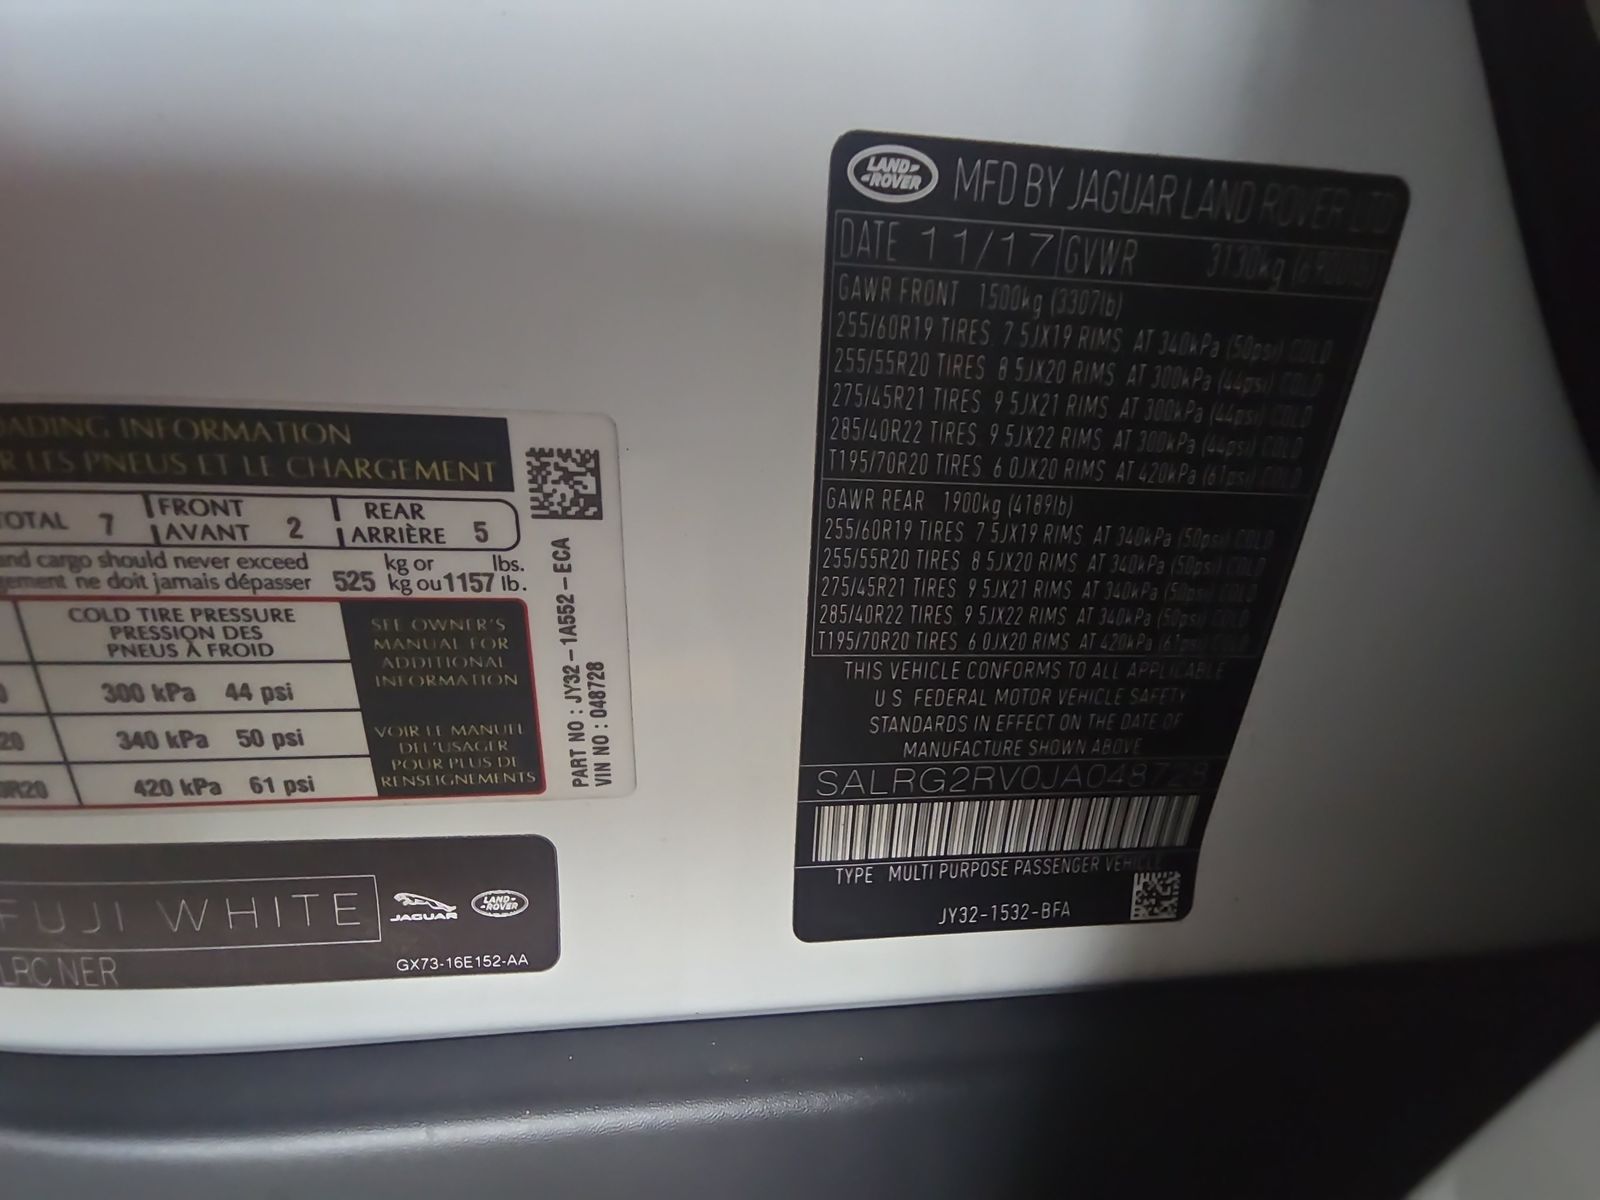 ADING INFORMATION
R LES PNEUS ET LE CHARGEMENT
TOTAL 7 FRONT AVANT 2 REAR ARRIÈRE 5
and cargo should never exceed kg or lbs.
gement ne doit jamais dépasser 525 kg ou 1157 lb.
COLD TIRE PRESSURE
PRESSION DES
PNEUS À FROID
0 300 kPa 44 psi
20 340 kPa 50 psi
0R20 420 kPa 61 psi
SEE OWNER'S
MANUAL FOR
ADDITIONAL
INFORMATION
VOIR LE MANUEL
DE L'USAGER
POUR PLUS DE
RENSEIGNEMENTS
PART NO : JY32-1A552-ECA
VIN NO : 048728
FUJI WHITE
JAGUAR
LAND-
-ROVER
LRC NER
GX73-16E152-AA
LAND-
-ROVER
MFD BY JAGUAR LAND ROVER LTD
DATE 11/17 GVWR 3130kg (6900lb)
GAWR FRONT 1500kg (3307lb)
255/60R19 TIRES 7 5JX19 RIMS AT 340kPa (50psi) COLD
255/55R20 TIRES 8 5JX20 RIMS AT 300kPa (44psi) COLD
275/45R21 TIRES 9 5JX21 RIMS AT 300kPa (44psi) COLD
285/40R22 TIRES 9 5JX22 RIMS AT 300kPa (44psi) COLD
T195/70R20 TIRES 6 0JX20 RIMS AT 420kPa (61psi) COLD
GAWR REAR 1900kg (4189lb)
255/60R19 TIRES 7 5JX19 RIMS AT 340kPa (50psi) COLD
255/55R20 TIRES 8 5JX20 RIMS AT 340kPa (50psi) COLD
275/45R21 TIRES 9 5JX21 RIMS AT 340kPa (50psi) COLD
285/40R22 TIRES 9 5JX22 RIMS AT 340kPa (50psi) COLD
T195/70R20 TIRES 6 0JX20 RIMS AT 420kPa (61psi) COLD
THIS VEHICLE CONFORMS TO ALL APPLICABLE
U S FEDERAL MOTOR VEHICLE SAFETY
STANDARDS IN EFFECT ON THE DATE OF
MANUFACTURE SHOWN ABOVE
SALRG2RV0JA048728
TYPE MULTI PURPOSE PASSENGER VEHICLE
JY32-1532-BFA